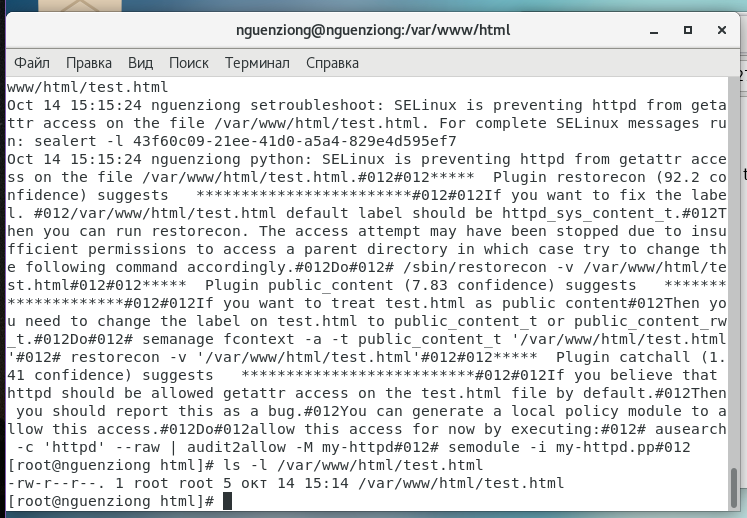 nguenziong@nguenziong:/var/www/html
Файл Правка Вид Поиск Терминал Справка
www/html/test.html
Oct 14 15:15:24 nguenziong setroubleshoot: SELinux is preventing httpd from geta
ttr access on the file /var/www/html/test.html. For complete SELinux messages ru
n: sealert -l 43f60c09-21ee-41d0-a5a4-829e4d595ef7
Oct 14 15:15:24 nguenziong python: SELinux is preventing httpd from getattr acce
ss on the file /var/www/html/test.html.#012#012*****  Plugin restorecon (92.2 co
nfidence) suggests   ************************#012#012If you want to fix the labe
l. #012/var/www/html/test.html default label should be httpd_sys_content_t.#012T
hen you can run restorecon. The access attempt may have been stopped due to insu
fficient permissions to access a parent directory in which case try to change th
e following command accordingly.#012Do#012# /sbin/restorecon -v /var/www/html/te
st.html#012#012*****  Plugin public_content (7.83 confidence) suggests   *******
******************#012#012If you want to treat test.html as public content#012Then yo
u need to change the label on test.html to public_content_t or public_content_rw
_t.#012Do#012# semanage fcontext -a -t public_content_t '/var/www/html/test.html
'#012# restorecon -v '/var/www/html/test.html'#012#012*****  Plugin catchall (1.
41 confidence) suggests   **************************#012#012If you believe that
httpd should be allowed getattr access on the test.html file by default.#012Then
 you should report this as a bug.#012You can generate a local policy module to a
llow this access.#012Do#012allow this access for now by executing:#012# ausearch
 -c 'httpd' --raw | audit2allow -M my-httpd#012# semodule -i my-httpd.pp#012
[root@nguenziong html]# ls -l /var/www/html/test.html
-rw-r--r--. 1 root root 5 окт 14 15:14 /var/www/html/test.html
[root@nguenziong html]#